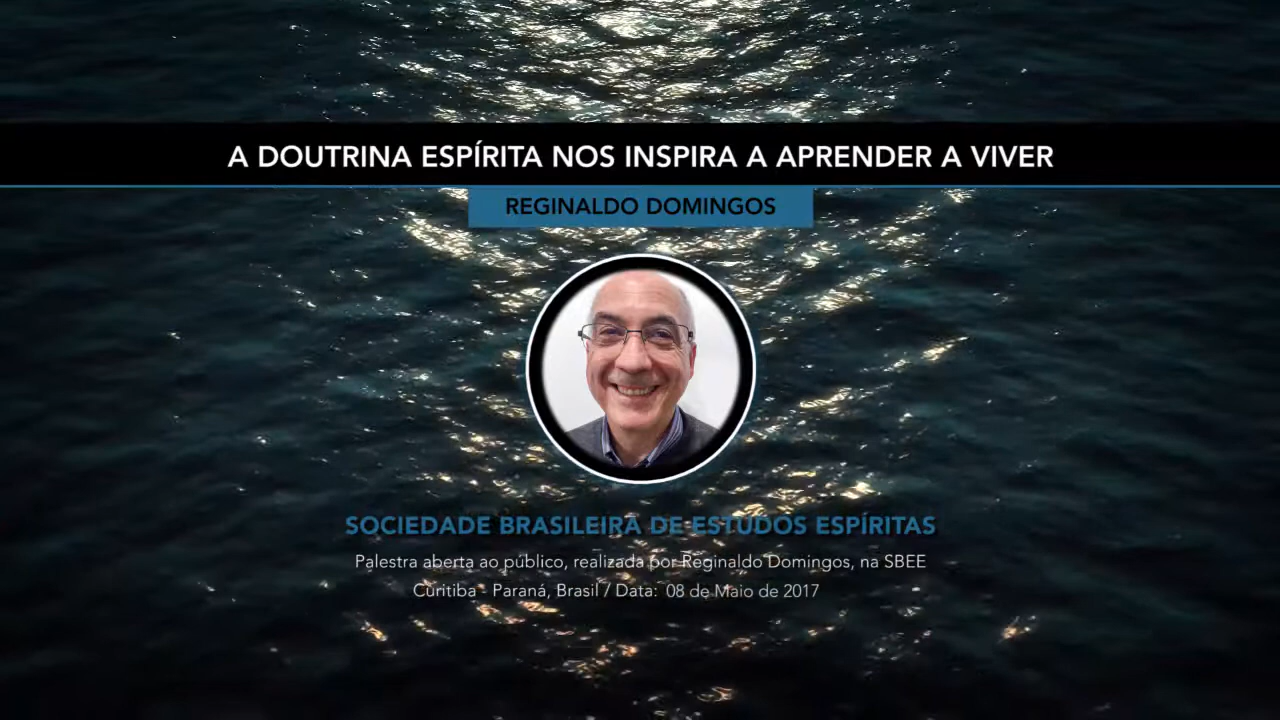 A DOUTRINA ESPÍRITA NOS INSPIRA A APRENDER A VIVER
REGINALDO DOMINGOS
SOCIEDADE BRASILEIRA DE ESTUDOS ESPÍRITAS
Palestra aberta ao público, realizada por Reginaldo Domingos, na SBEE
Curitiba - Paraná, Brasil / Data: 08 de Maio de 2017